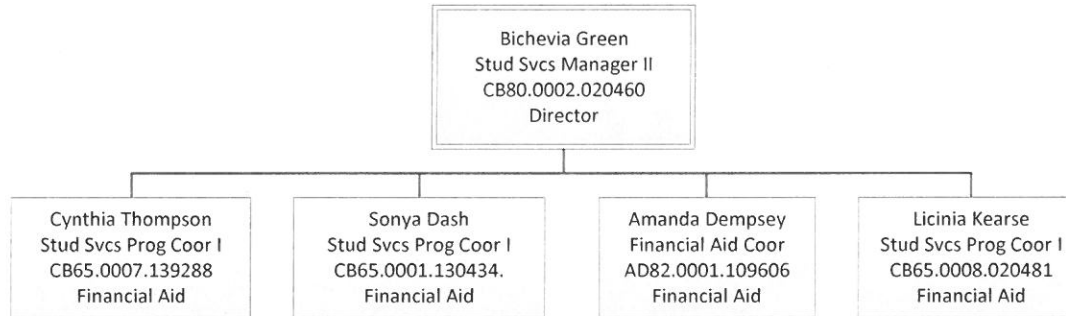 Bichevia Green
Stud Svcs Manager II
CB80.0002.020460
Director
Cynthia Thompson
Stud Svcs Prog Coor I
CB65.0007.139288
Financial Aid
Sonya Dash
Stud Svcs Prog Coor I
CB65.0001.130434.
Financial Aid
Amanda Dempsey
Financial Aid Coor
AD82.0001.109606
Financial Aid
Licinia Kearse
Stud Svcs Prog Coor I
CB65.0008.020481
Financial Aid